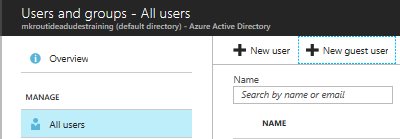 Users and groups - All users
mkroutideadudestraining (default directory) - Azure Active Directory
Overview
MANAGE
All users
New user
New guest user
Name
Search by name or email
NAME